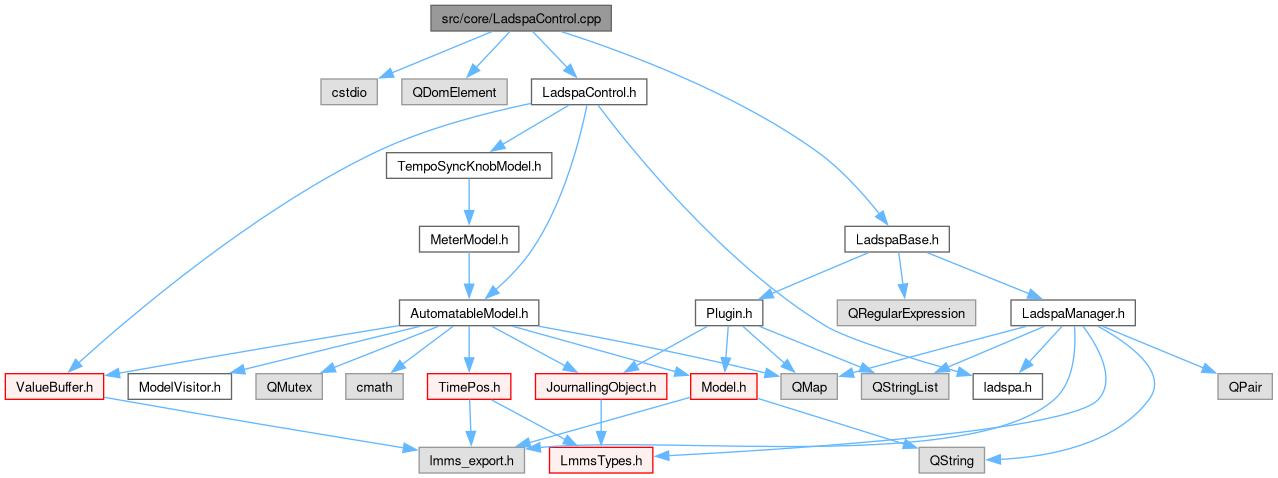 src/core/LadspaControl.cpp
cstdio
QDomElement
LadspaControl.h
TempoSyncKnobModel.h
MeterModel.h
LadspaBase.h
AutomatableModel.h
Plugin.h
QRegularExpression
LadspaManager.h
ValueBuffer.h
ModelVisitor.h
QMutex
cmath
TimePos.h
JournallingObject.h
Model.h
QMap
QStringList
ladspa.h
QPair
lmms_export.h
LmmsTypes.h
QString